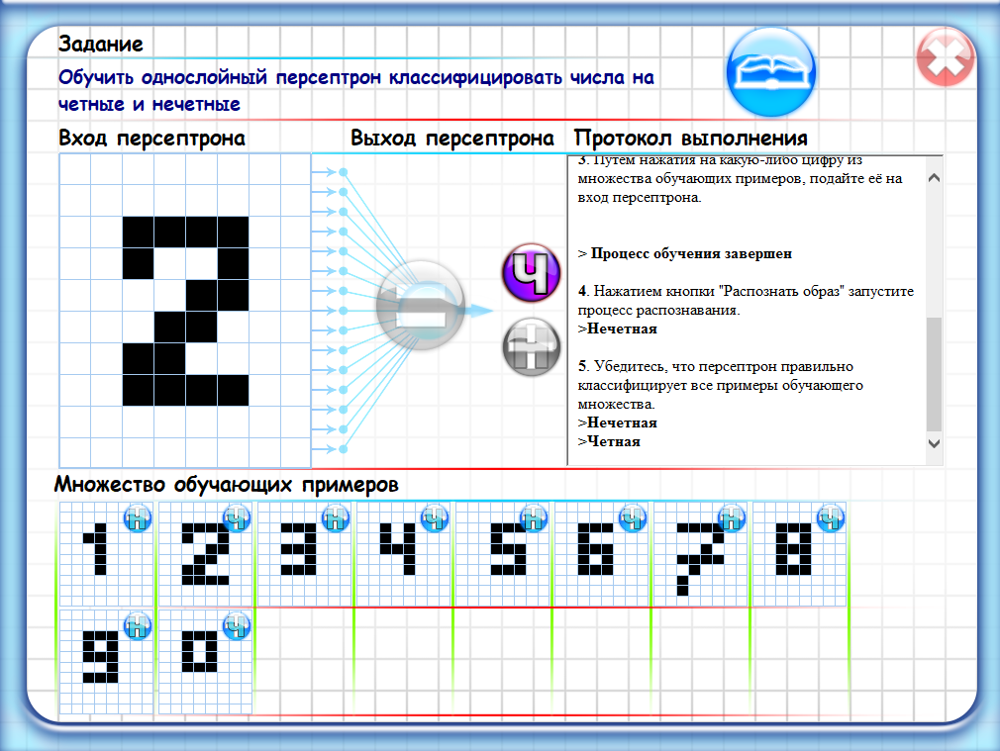 Задание
Обучить однослойный персептрон классифицировать числа на
четные и нечетные
Вход персептрона
Выход персептрона
Протокол выполнения
3. Путем нажатия на какую-либо цифру из
множества обучающих примеров, подайте её на
вход персептрона.
> Процесс обучения завершен
4. Нажатием кнопки "Распознать образ" запустите
процесс распознавания.
>Нечетная
5. Убедитесь, что персептрон правильно
классифицирует все примеры обучающего
множества.
>Нечетная
>Четная
2
Ч
Н
Множество обучающих примеров
1 Н 2 Ч 3 Н 4 Ч 5 Н 6 Ч 7 Н 8 Ч
9 Н 0 Ч